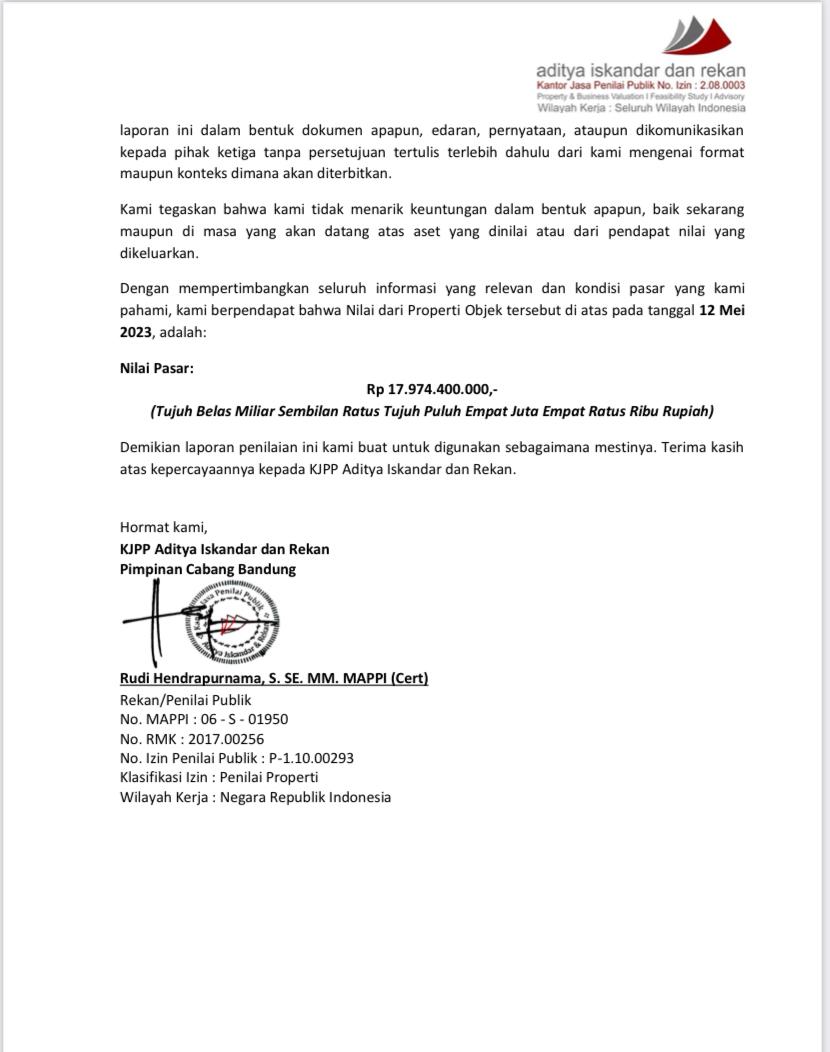 aditya iskandar dan rekan
Kantor Jasa Penilai Publik No. Izin : 2.08.0003
Property & Business Valuation I Feasibility Study I Advisory
Wilayah Kerja : Seluruh Wilayah Indonesia
laporan ini dalam bentuk dokumen apapun, edaran, pernyataan, ataupun dikomunikasikan
kepada pihak ketiga tanpa persetujuan tertulis terlebih dahulu dari kami mengenai format
maupun konteks dimana akan diterbitkan.
Kami tegaskan bahwa kami tidak menarik keuntungan dalam bentuk apapun, baik sekarang
maupun di masa yang akan datang atas aset yang dinilai atau dari pendapat nilai yang
dikeluarkan.
Dengan mempertimbangkan seluruh informasi yang relevan dan kondisi pasar yang kami
pahami, kami berpendapat bahwa Nilai dari Properti Objek tersebut di atas pada tanggal 12 Mei
2023, adalah:
Nilai Pasar:
Rp 17.974.400.000,-
(Tujuh Belas Miliar Sembilan Ratus Tujuh Puluh Empat Juta Empat Ratus Ribu Rupiah)
Demikian laporan penilaian ini kami buat untuk digunakan sebagaimana mestinya. Terima kasih
atas kepercayaannya kepada KJPP Aditya Iskandar dan Rekan.
Hormat kami,
KJPP Aditya Iskandar dan Rekan
Pimpinan Cabang Bandung
Jasa Penilai Publik
Iskandar & Rekan
Rudi Hendrapurnama, S. SE. MM. MAPPI (Cert)
Rekan/Penilai Publik
No. MAPPI : 06 - S - 01950
No. RMK : 2017.00256
No. Izin Penilai Publik : P-1.10.00293
Klasifikasi Izin : Penilai Properti
Wilayah Kerja : Negara Republik Indonesia